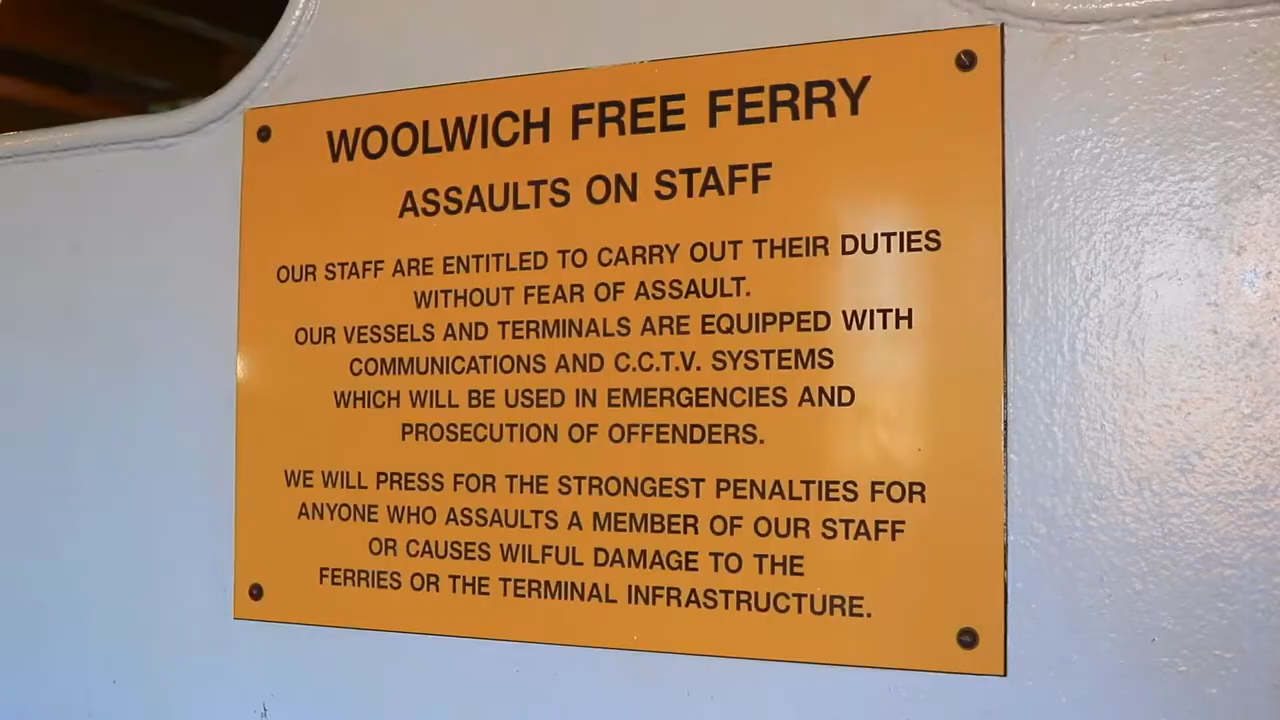 WOOLWICH FREE FERRY
ASSAULTS ON STAFF
OUR STAFF ARE ENTITLED TO CARRY OUT THEIR DUTIES
WITHOUT FEAR OF ASSAULT.
OUR VESSELS AND TERMINALS ARE EQUIPPED WITH
COMMUNICATIONS AND C.C.T.V. SYSTEMS
WHICH WILL BE USED IN EMERGENCIES AND
PROSECUTION OF OFFENDERS.
WE WILL PRESS FOR THE STRONGEST PENALTIES FOR
ANYONE WHO ASSAULTS A MEMBER OF OUR STAFF
OR CAUSES WILFUL DAMAGE TO THE
FERRIES OR THE TERMINAL INFRASTRUCTURE.